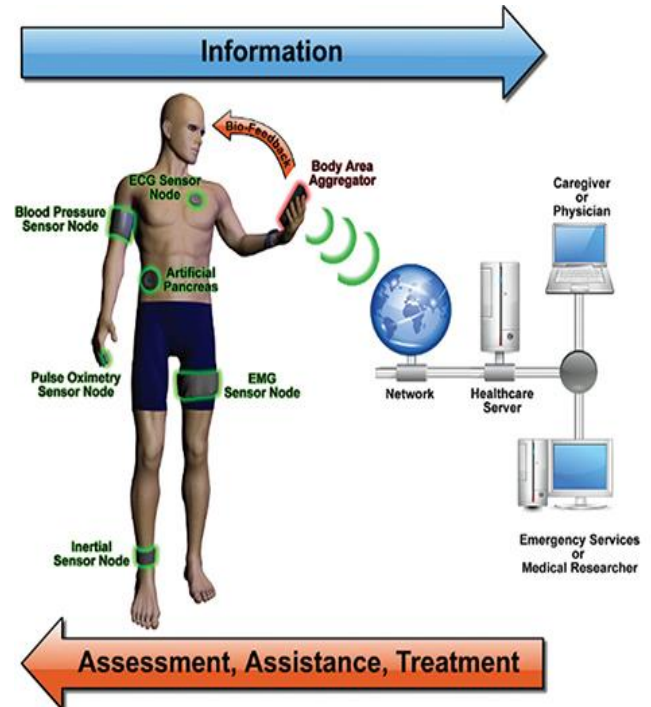 Information
Bio-Feedback
ECG Sensor
Node
Body Area
Aggregator
Blood Pressure
Sensor Node
Artificial
Pancreas
Pulse Oximetry
Sensor Node
EMG
Sensor Node
Inertial
Sensor Node
Caregiver
or
Physician
Network
Healthcare
Server
Emergency Services
or
Medical Researcher
Assessment, Assistance, Treatment